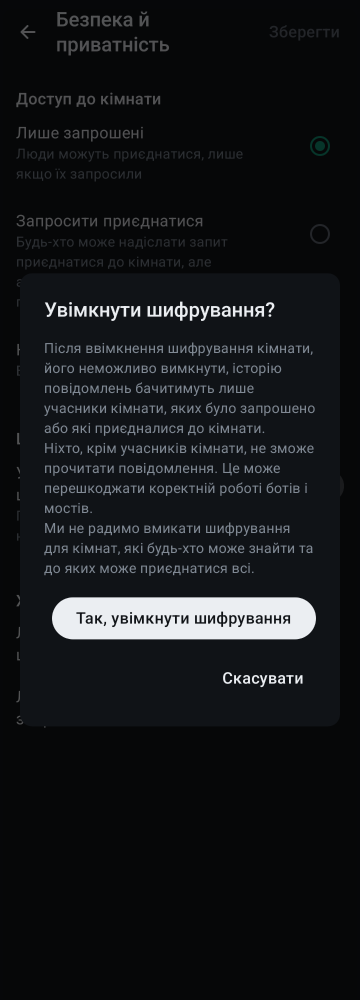 Безпека й
приватність
Зберегти
Доступ до кімнати
Лише запрошені
Люди можуть приєднатися, лише
якщо їх запросили
Запросити приєднатися
Будь-хто може надіслати запит
приєднатися до кімнати, але
Увімкнути шифрування?
Після ввімкнення шифрування кімнати,
його неможливо вимкнути, історію
повідомлень бачитимуть лише
учасники кімнати, яких було запрошено
або які приєдналися до кімнати.
Ніхто, крім учасників кімнати, не зможе
прочитати повідомлення. Це може
перешкоджати коректній роботі ботів і
мостів.
Ми не радимо вмикати шифрування
для кімнат, які будь-хто може знайти та
до яких може приєднатися всі.
Так, увімкнути шифрування
Скасувати